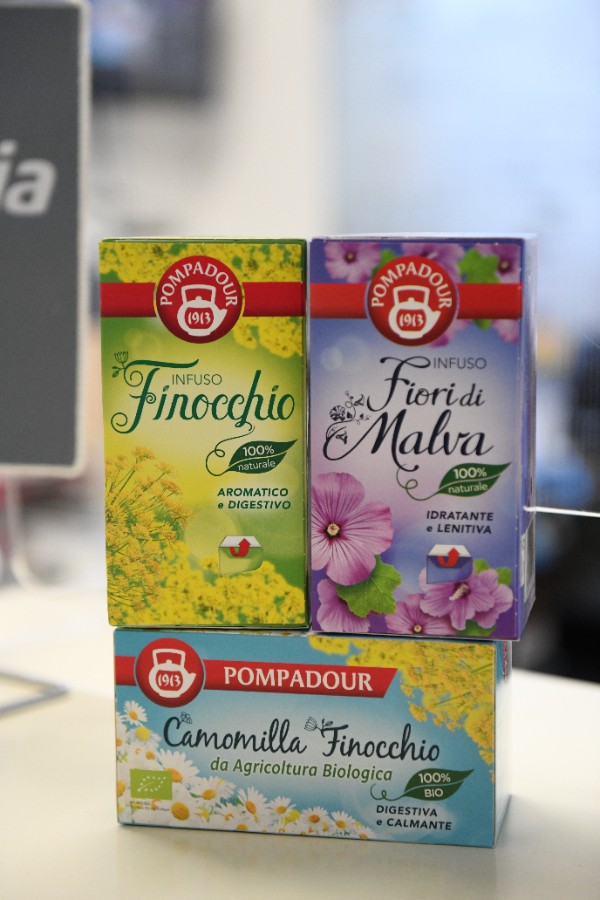 ia
POMPADOUR
1913
INFUSO
Finocchio
100%
naturale
AROMATICO
e DIGESTIVO
POMPADOUR
1913
INFUSO
Fiori di
Malva
100%
naturale
IDRATANTE
e LENITIVA
1913
POMPADOUR
Camomilla Finocchio
da Agricoltura Biologica
100%
BIO
DIGESTIVA
e CALMANTE